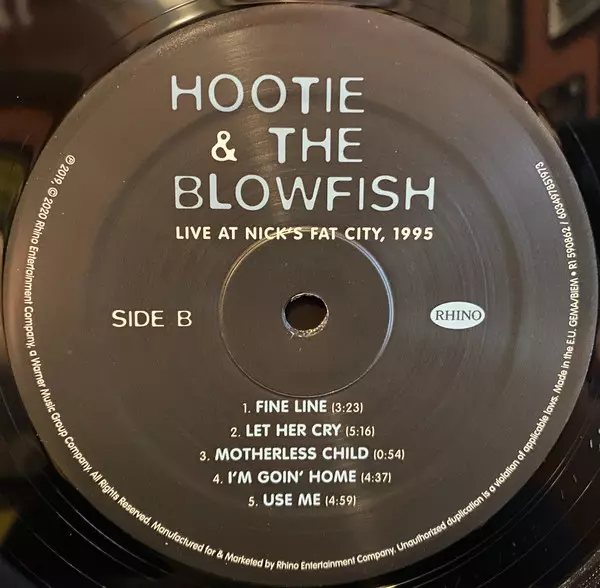 HOOTIE
& THE
BLOWFISH
LIVE AT NICK'S FAT CITY, 1995
SIDE B
RHINO
1. FINE LINE (3:23)
2. LET HER CRY (5:16)
3. MOTHERLESS CHILD (0:54)
4. I'M GOIN' HOME (4:37)
5. USE ME (4:59)
℗ 2019, © 2020 Rhino Entertainment Company, a Warner Music Group Company. All Rights Reserved. Manufactured for & Marketed by Rhino Entertainment Company. Unauthorized duplication is a violation of applicable laws. Made in the E.U. GEMA/BIEM • R1 590862 / 603497851973